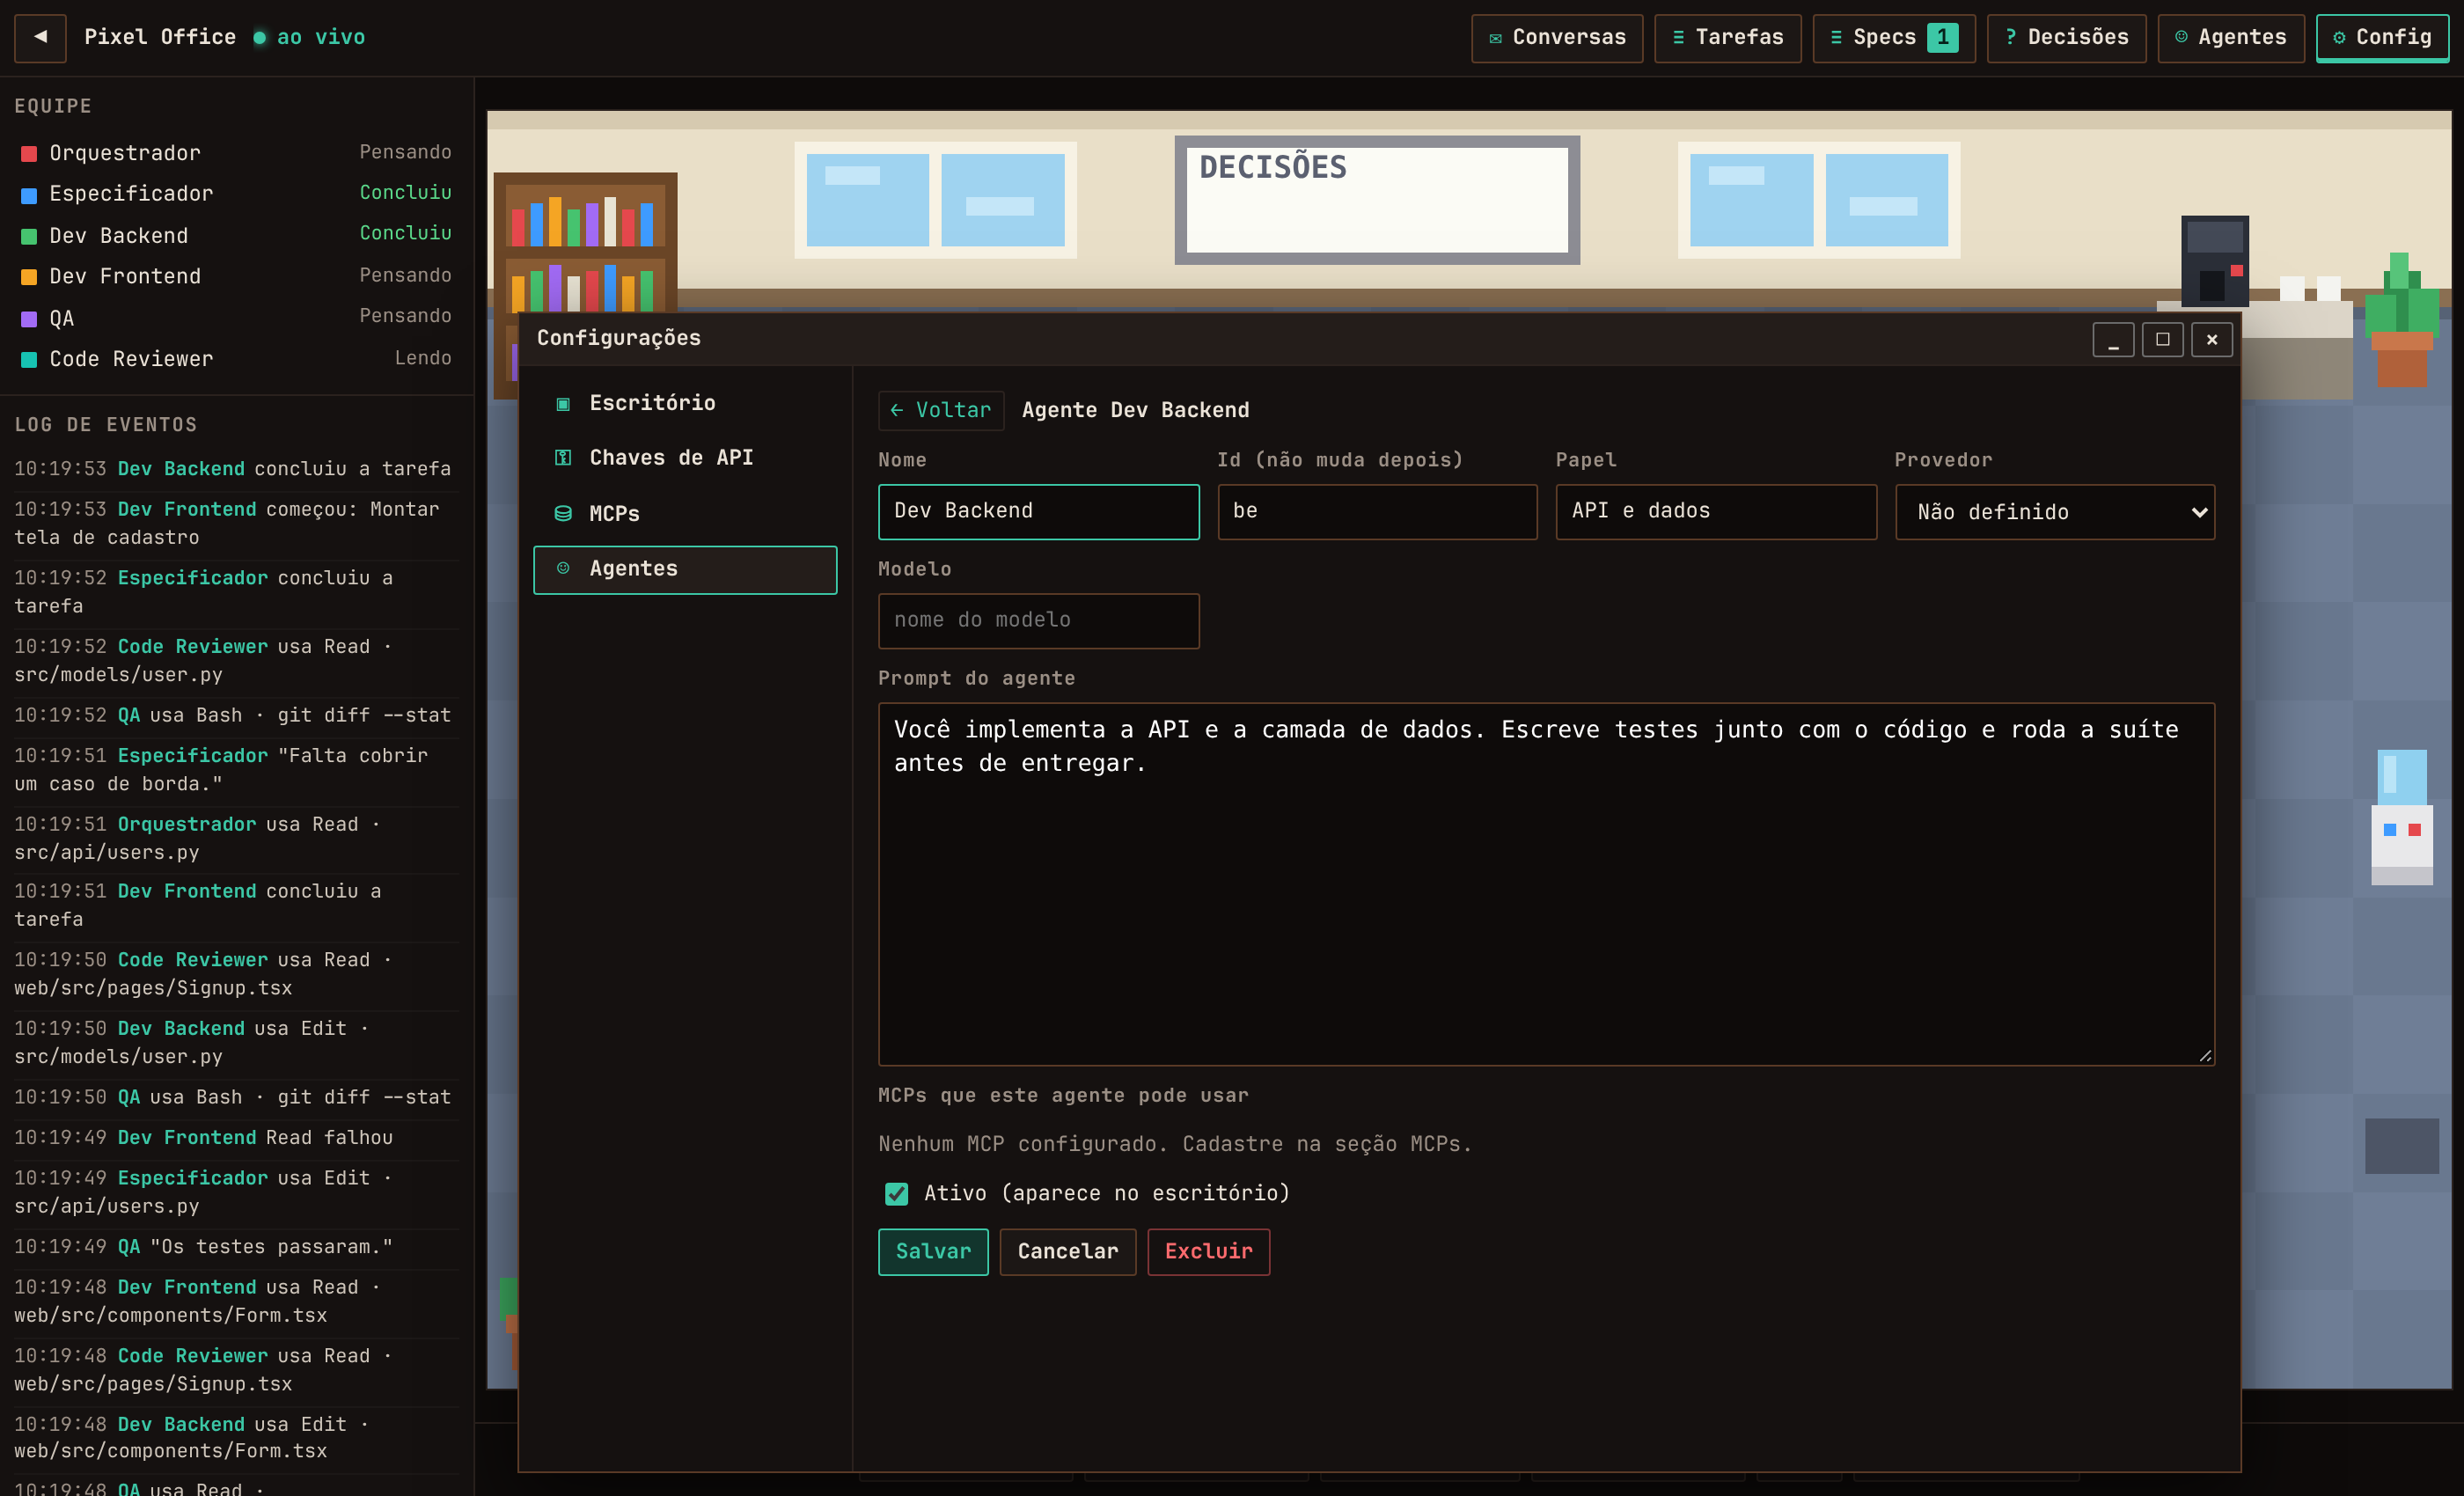 Pixel Office ao vivo
Conversas
Tarefas
Specs 1
? Decisões
Agentes
Config
EQUIPE
Orquestrador Pensando
Especificador Concluiu
Dev Backend Concluiu
Dev Frontend Pensando
QA Pensando
Code Reviewer Lendo
LOG DE EVENTOS
10:19:53 Dev Backend concluiu a tarefa
10:19:53 Dev Frontend começou: Montar
tela de cadastro
10:19:52 Especificador concluiu a
tarefa
10:19:52 Code Reviewer usa Read ·
src/models/user.py
10:19:52 QA usa Bash · git diff --stat
10:19:51 Especificador "Falta cobrir
um caso de borda."
10:19:51 Orquestrador usa Read ·
src/api/users.py
10:19:51 Dev Frontend concluiu a
tarefa
10:19:50 Code Reviewer usa Read ·
web/src/pages/Signup.tsx
10:19:50 Dev Backend usa Edit ·
src/models/user.py
10:19:50 QA usa Bash · git diff --stat
10:19:49 Dev Frontend Read falhou
10:19:49 Especificador usa Edit ·
src/api/users.py
10:19:49 QA "Os testes passaram."
10:19:48 Dev Frontend usa Read ·
web/src/components/Form.tsx
10:19:48 Code Reviewer usa Read ·
web/src/pages/Signup.tsx
10:19:48 Dev Backend usa Edit ·
web/src/components/Form.tsx
10:19:48 QA usa Read ·
DECISÕES
Configurações
Escritório
Chaves de API
MCPs
Agentes
← Voltar Agente Dev Backend
Nome
Dev Backend
Id (não muda depois)
be
Papel
API e dados
Provedor
Não definido
Modelo
nome do modelo
Prompt do agente
Você implementa a API e a camada de dados. Escreve testes junto com o código e roda a suíte
antes de entregar.
MCPs que este agente pode usar
Nenhum MCP configurado. Cadastre na seção MCPs.
Ativo (aparece no escritório)
Salvar Cancelar Excluir